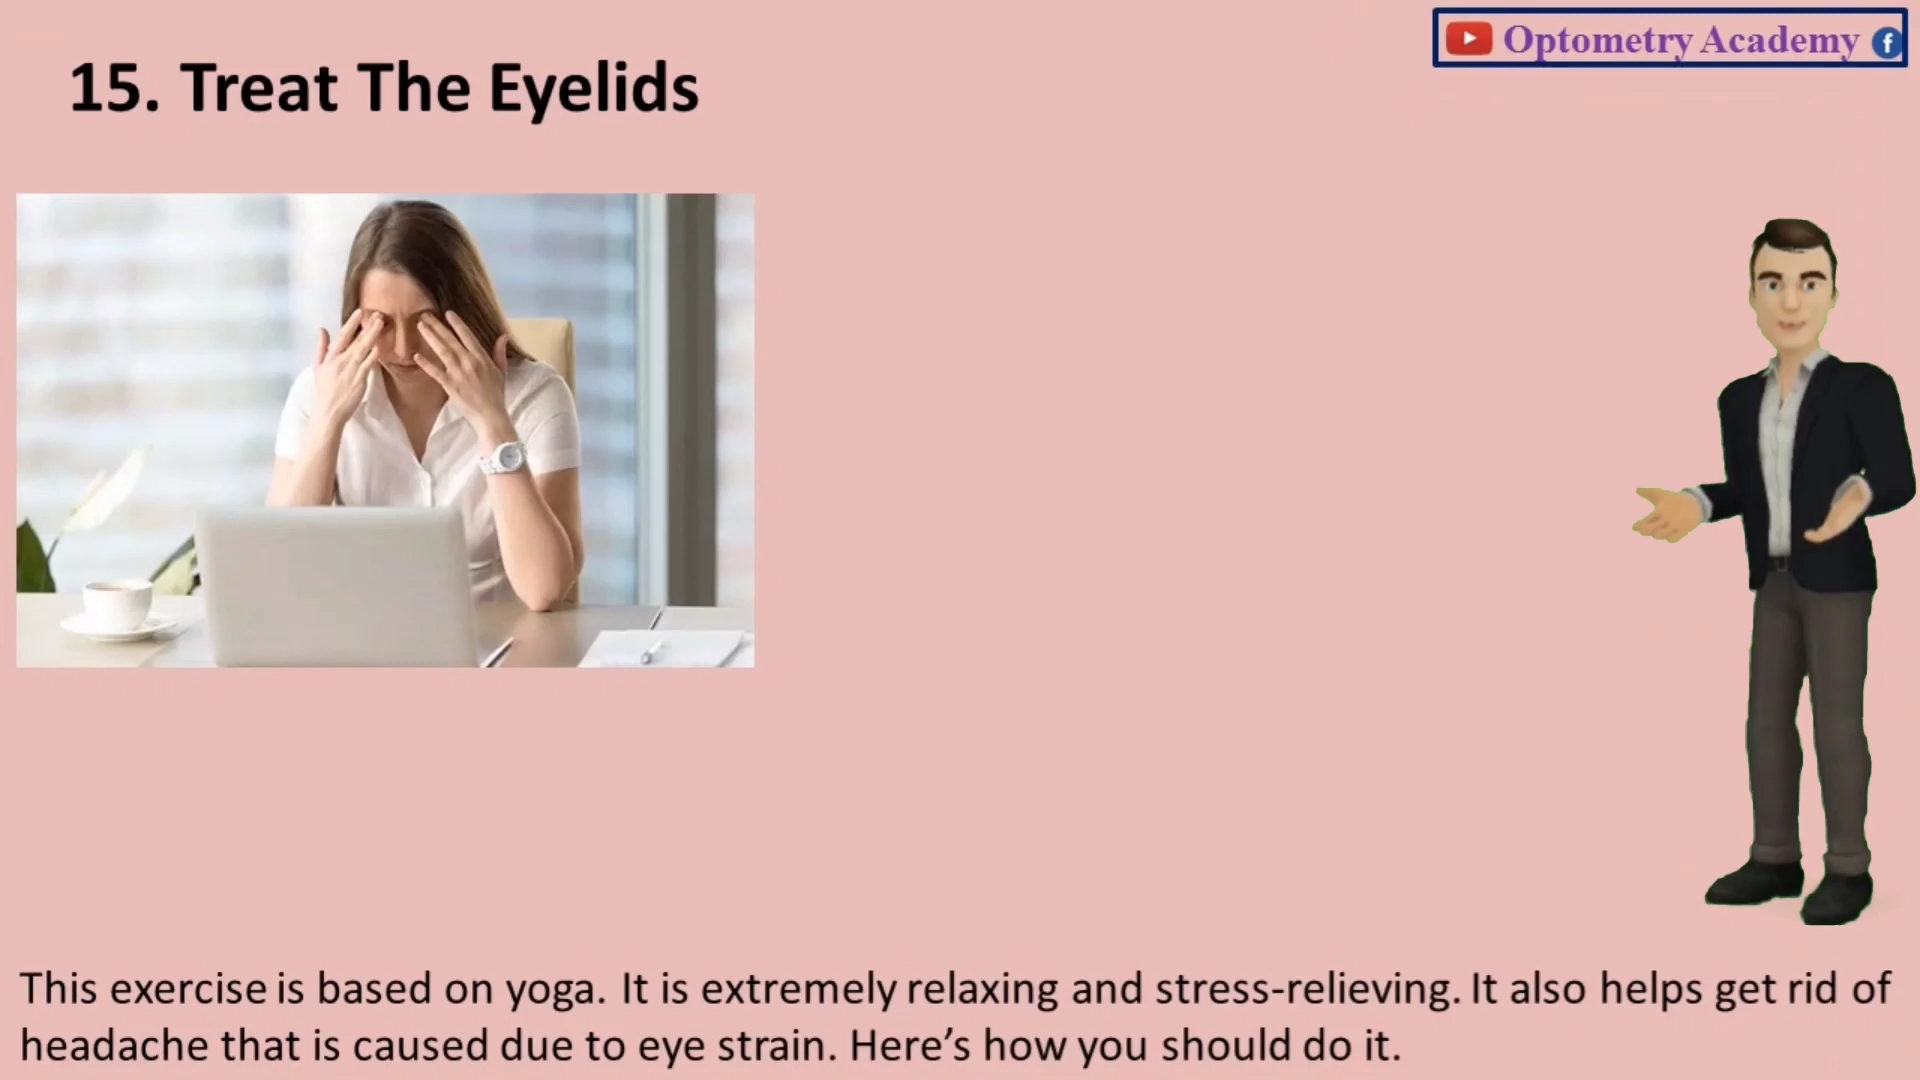 Optometry Academy
15. Treat The Eyelids
This exercise is based on yoga. It is extremely relaxing and stress-relieving. It also helps get rid of
headache that is caused due to eye strain. Here’s how you should do it.